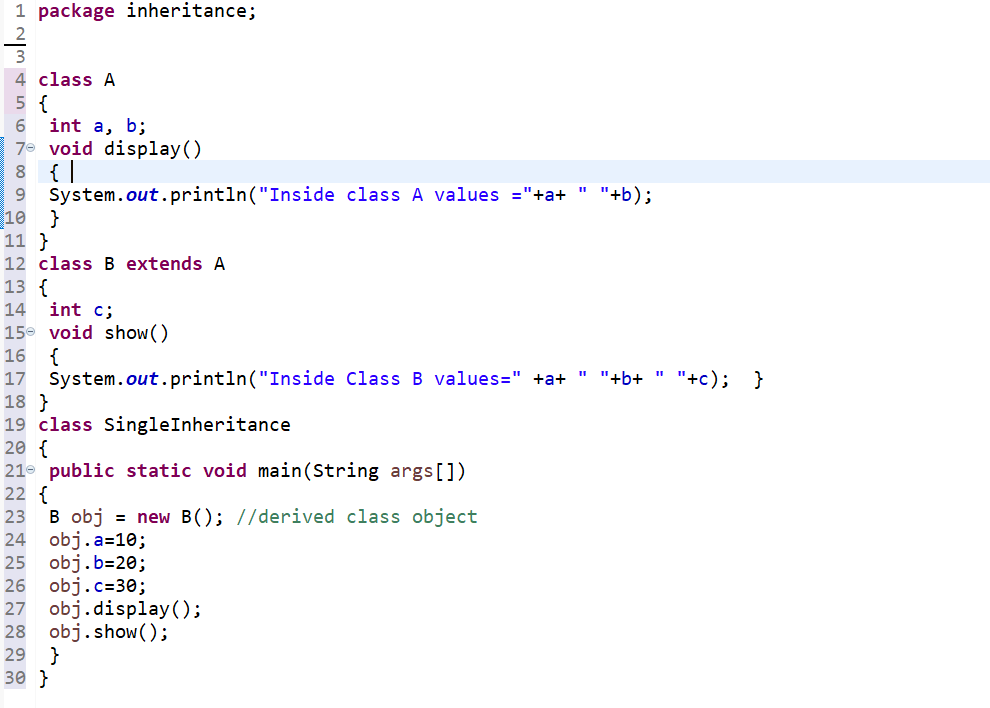 1 package inheritance;
2
3
4 class A
5 {
6  int a, b;
7  void display()
8  {
9  System.out.println("Inside class A values ="+a+ " "+b);
10  }
11 }
12 class B extends A
13 {
14  int c;
15  void show()
16  {
17  System.out.println("Inside Class B values=" +a+ " "+b+ " "+c);  }
18 }
19 class SingleInheritance
20 {
21  public static void main(String args[])
22 {
23  B obj = new B(); //derived class object
24  obj.a=10;
25  obj.b=20;
26  obj.c=30;
27  obj.display();
28  obj.show();
29  }
30 }